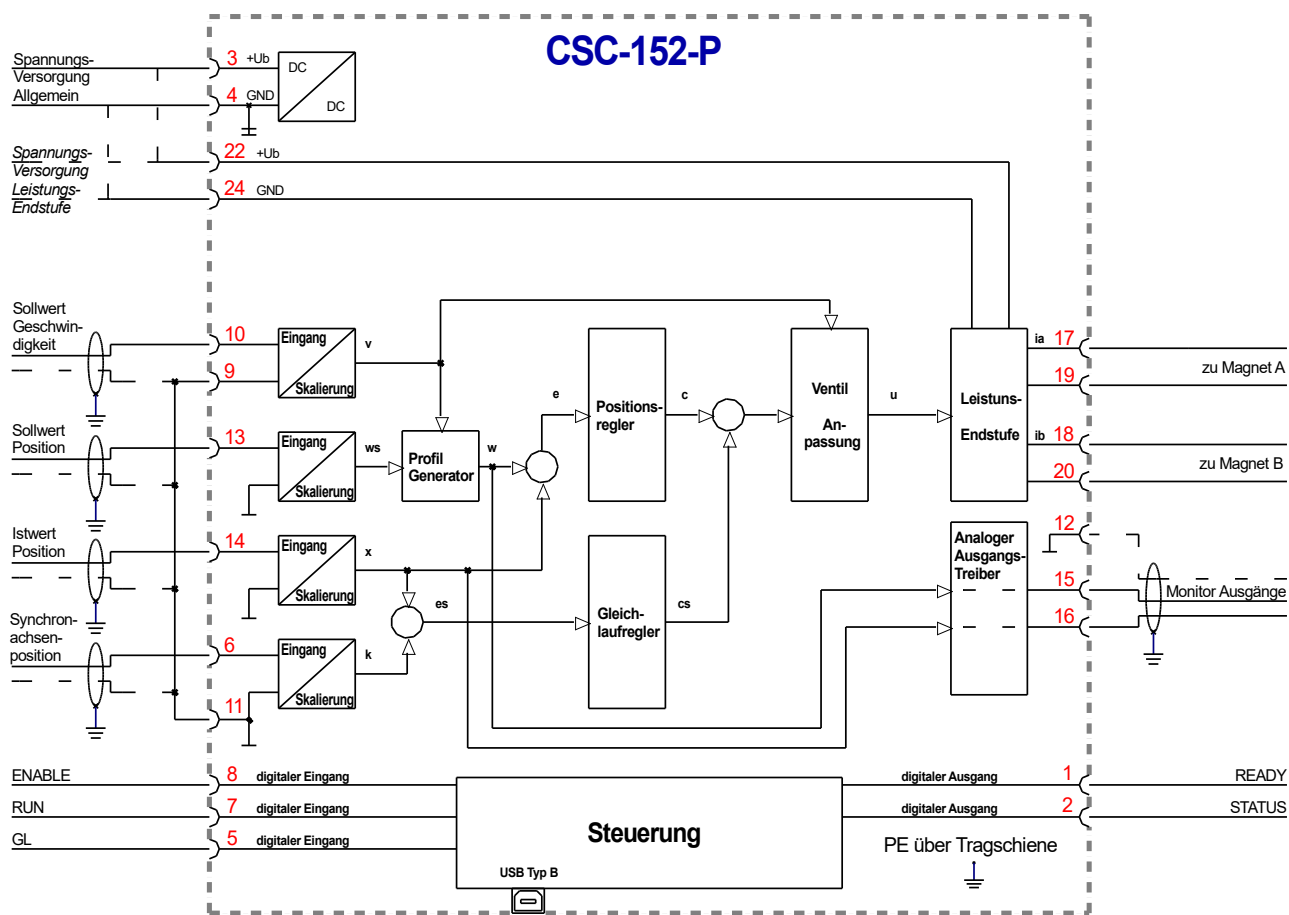 CSC-152-P
Spannungs-
Versorgung
Allgemein
3 +Ub
4 GND
DC
DC
Spannungs-
Versorgung
Leistungs-
Endstufe
22 +Ub
24 GND
Sollwert
Geschwin-
digkeit
10
9
Eingang
Skalierung
v
Sollwert
Position
13
Eingang
Skalierung
ws
Profil
Generator
w
e
Positions-
regler
c
Ventil
An-
passung
u
Leistuns-
Endstufe
ia 17
19
zu Magnet A
ib 18
20
zu Magnet B
Istwert
Position
14
Eingang
Skalierung
x
es
Gleich-
laufregler
cs
Analoger
Ausgangs-
Treiber
12
15
16
Monitor Ausgänge
Synchron-
achsen-
position
6
11
Eingang
Skalierung
k
ENABLE
8 digitaler Eingang
RUN
7 digitaler Eingang
GL
5 digitaler Eingang
Steuerung
USB Typ B
digitaler Ausgang 1
READY
digitaler Ausgang 2
STATUS
PE über Tragschiene